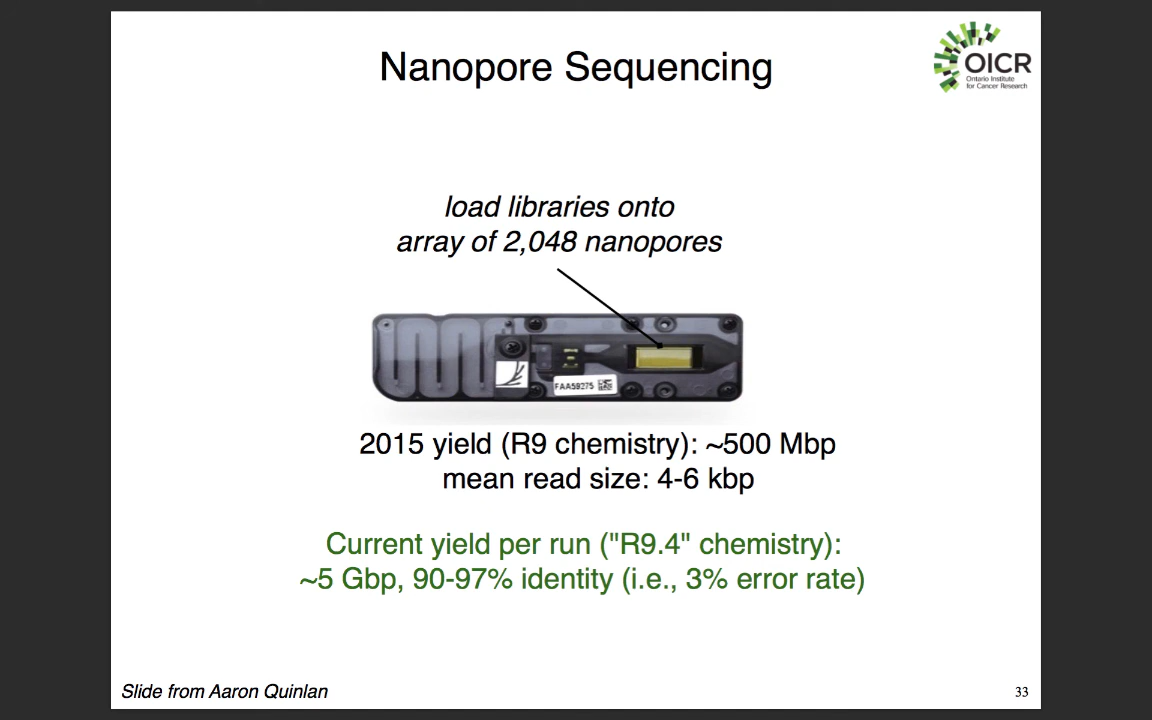 Nanopore Sequencing
OICR
Ontario Institute
for Cancer Research
load libraries onto
array of 2,048 nanopores
FAA59275
2015 yield (R9 chemistry): ~500 Mbp
mean read size: 4-6 kbp
Current yield per run ("R9.4" chemistry):
~5 Gbp, 90-97% identity (i.e., 3% error rate)
Slide from Aaron Quinlan
33